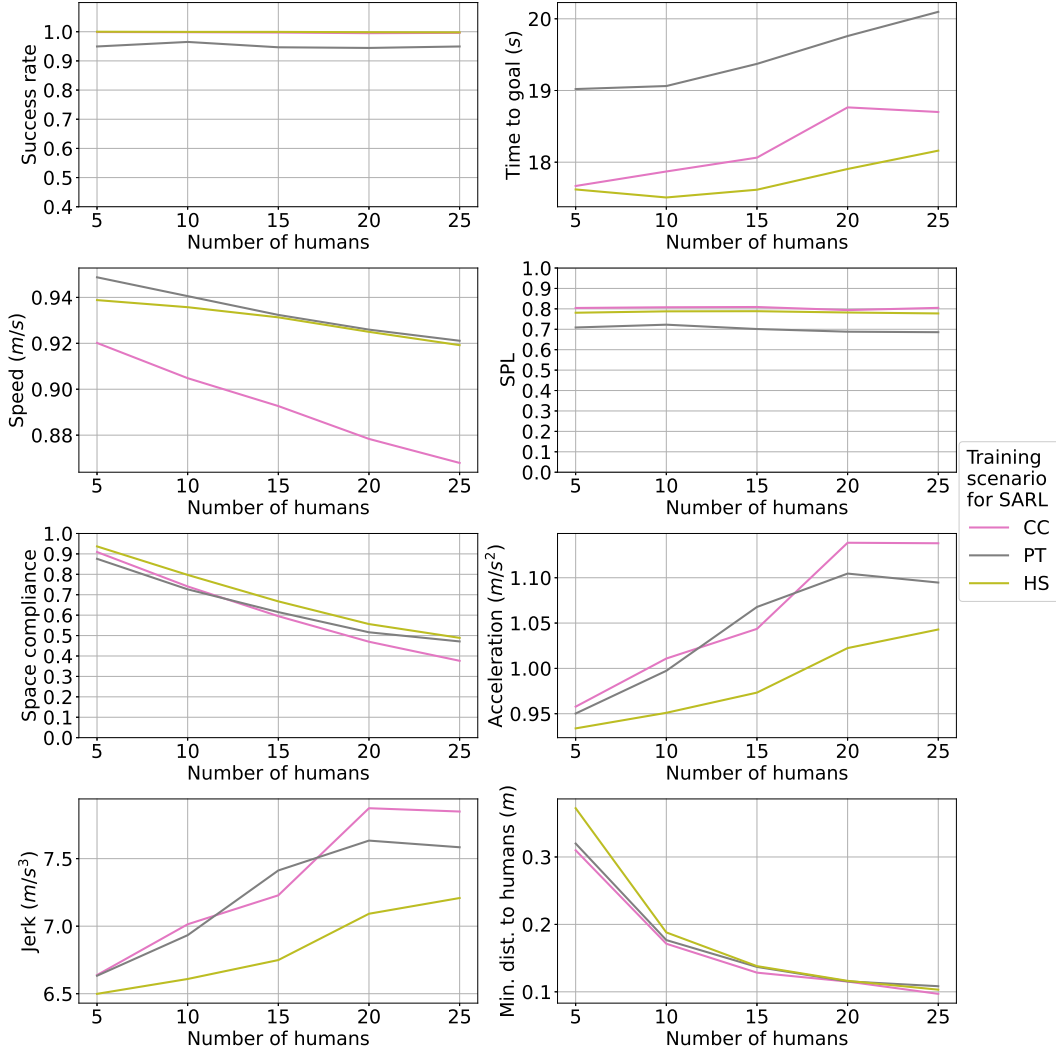 Success rate
1.0
0.9
0.8
0.7
0.6
0.5
0.4
5 10 15 20 25
Number of humans
Time to goal (s)
20
19
18
5 10 15 20 25
Number of humans
Speed (m/s)
0.94
0.92
0.90
0.88
5 10 15 20 25
Number of humans
SPL
1.0
0.9
0.8
0.7
0.6
0.5
0.4
0.3
0.2
0.1
0.0
5 10 15 20 25
Number of humans
Training
scenario
for SARL
CC
PT
HS
Space compliance
1.0
0.9
0.8
0.7
0.6
0.5
0.4
0.3
0.2
0.1
0.0
5 10 15 20 25
Number of humans
Acceleration (m/s²)
1.10
1.05
1.00
0.95
5 10 15 20 25
Number of humans
Jerk (m/s³)
7.5
7.0
6.5
5 10 15 20 25
Number of humans
Min. dist. to humans (m)
0.3
0.2
0.1
5 10 15 20 25
Number of humans